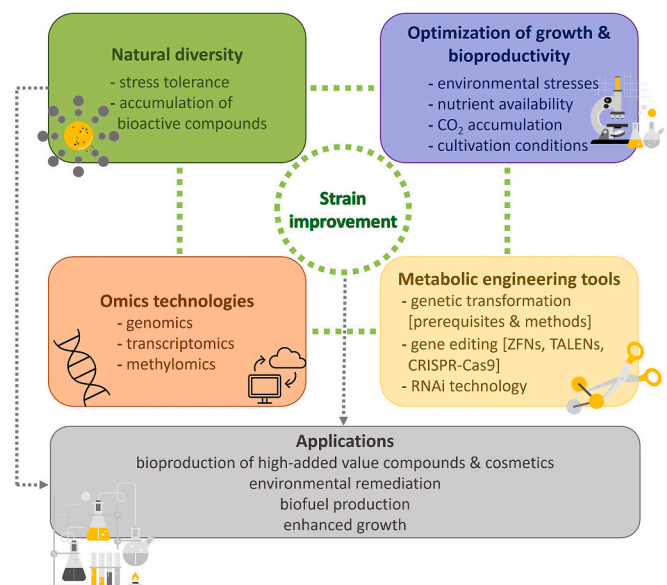 Natural diversity
- stress tolerance
- accumulation of
bioactive compounds
Optimization of growth &
bioproductivity
- environmental stresses
- nutrient availability
- CO₂ accumulation
- cultivation conditions
Strain
improvement
Omics technologies
- genomics
- transcriptomics
- methylomics
Metabolic engineering tools
- genetic transformation
[prerequisites & methods]
- gene editing [ZFNs, TALENs,
CRISPR-Cas9]
- RNAi technology
Applications
bioproduction of high-added value compounds & cosmetics
environmental remediation
biofuel production
enhanced growth